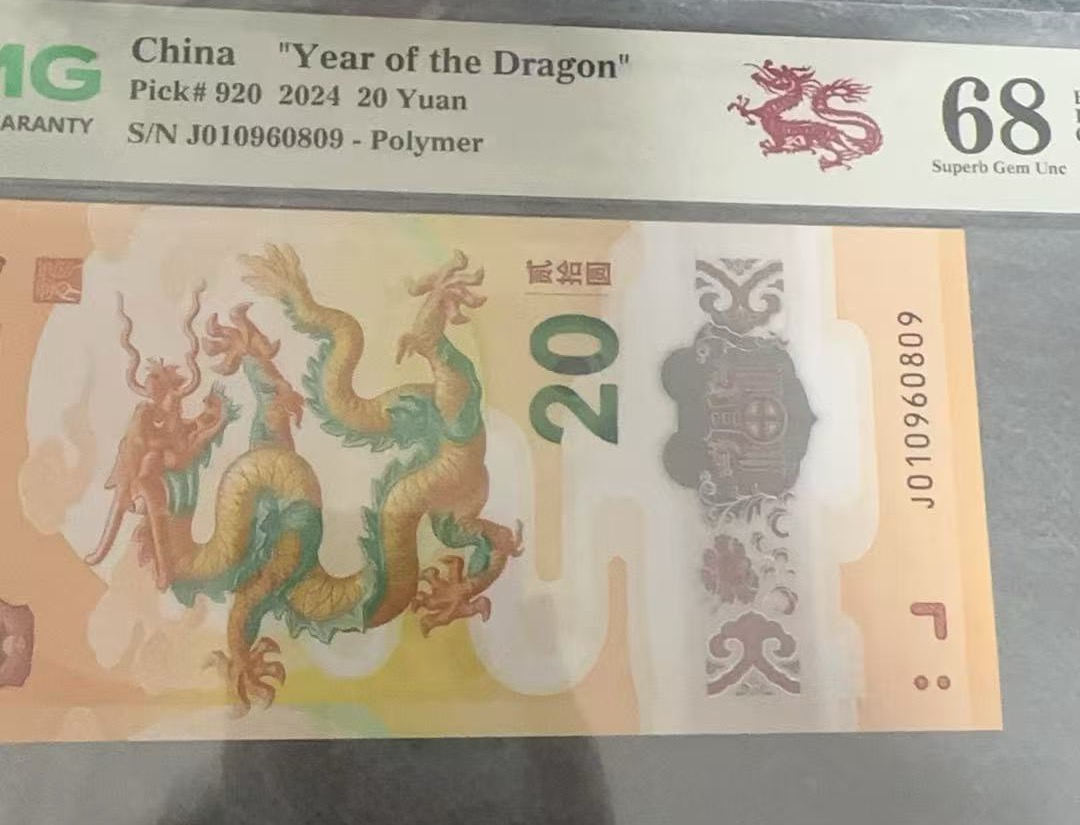 MG
ARANTY
China "Year of the Dragon"
Pick# 920 2024 20 Yuan
S/N J010960809 - Polymer
68
Superb Gem Unc
贰拾圆
20
J010960809